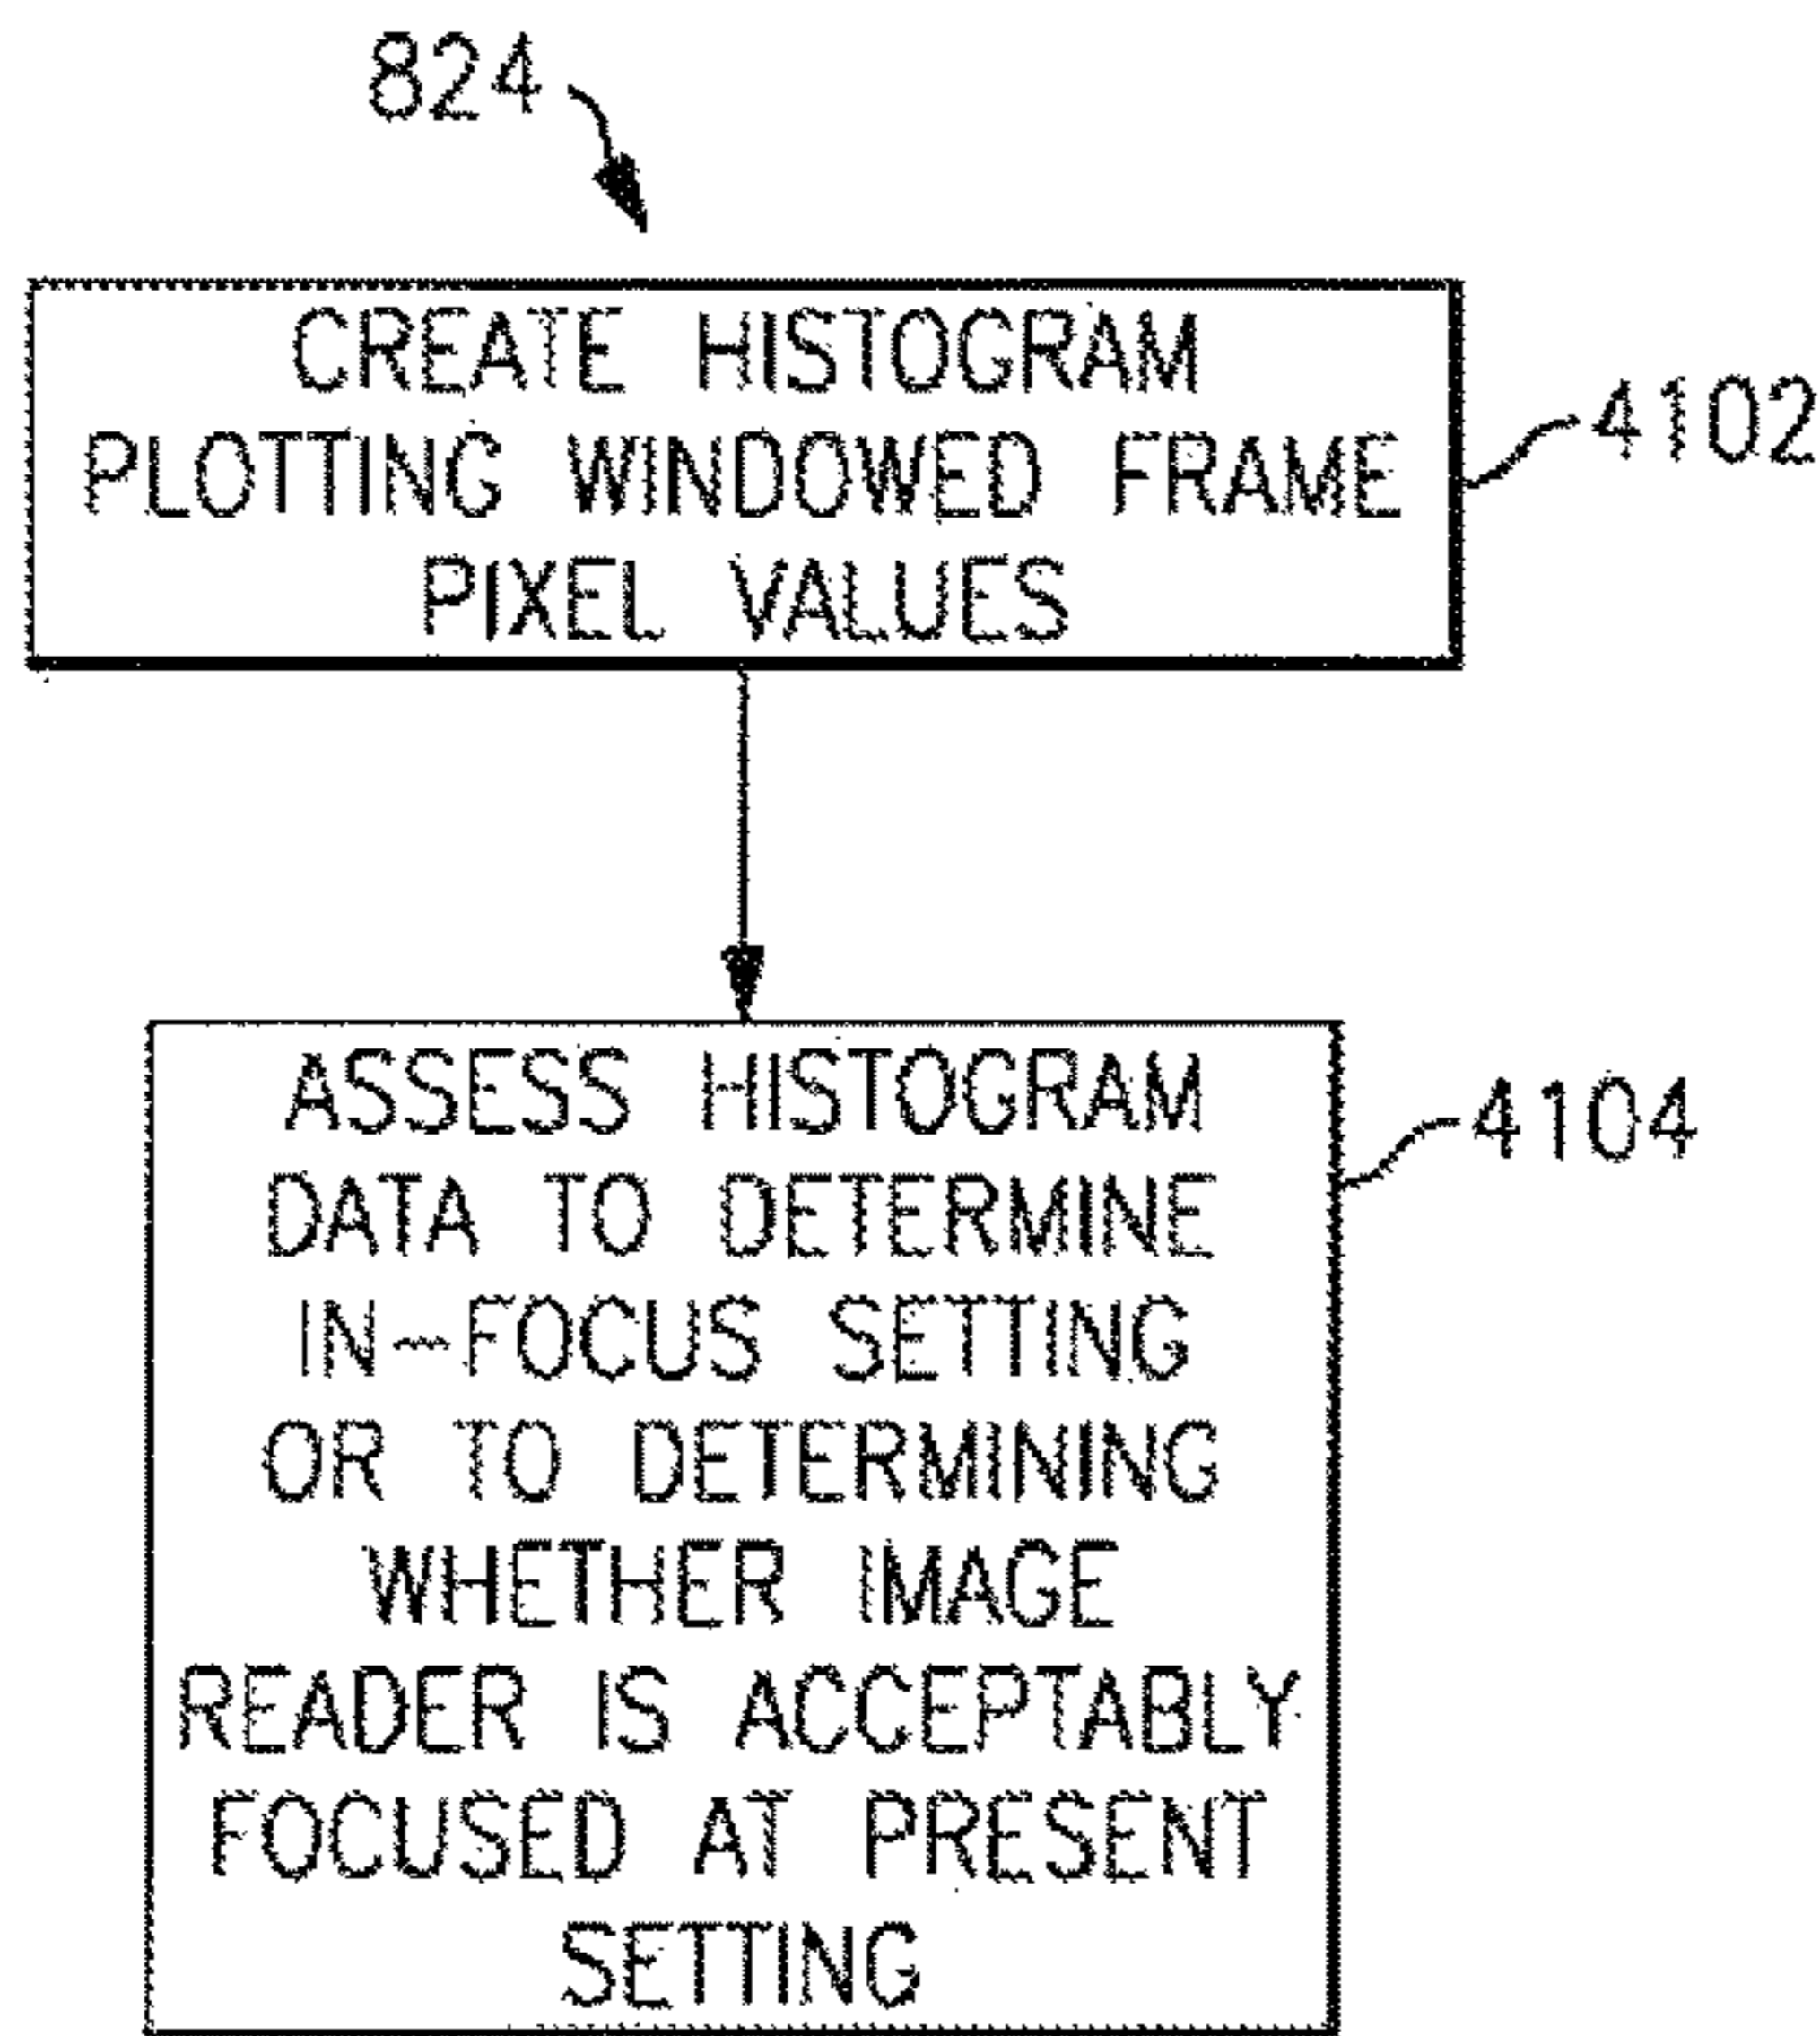 824
CREATE HISTOGRAM
PLOTTING WINDOWED FRAME
PIXEL VALUES
4102
ASSESS HISTOGRAM
DATA TO DETERMINE
IN-FOCUS SETTING
OR TO DETERMINING
WHETHER IMAGE
READER IS ACCEPTABLY
FOCUSED AT PRESENT
SETTING
4104